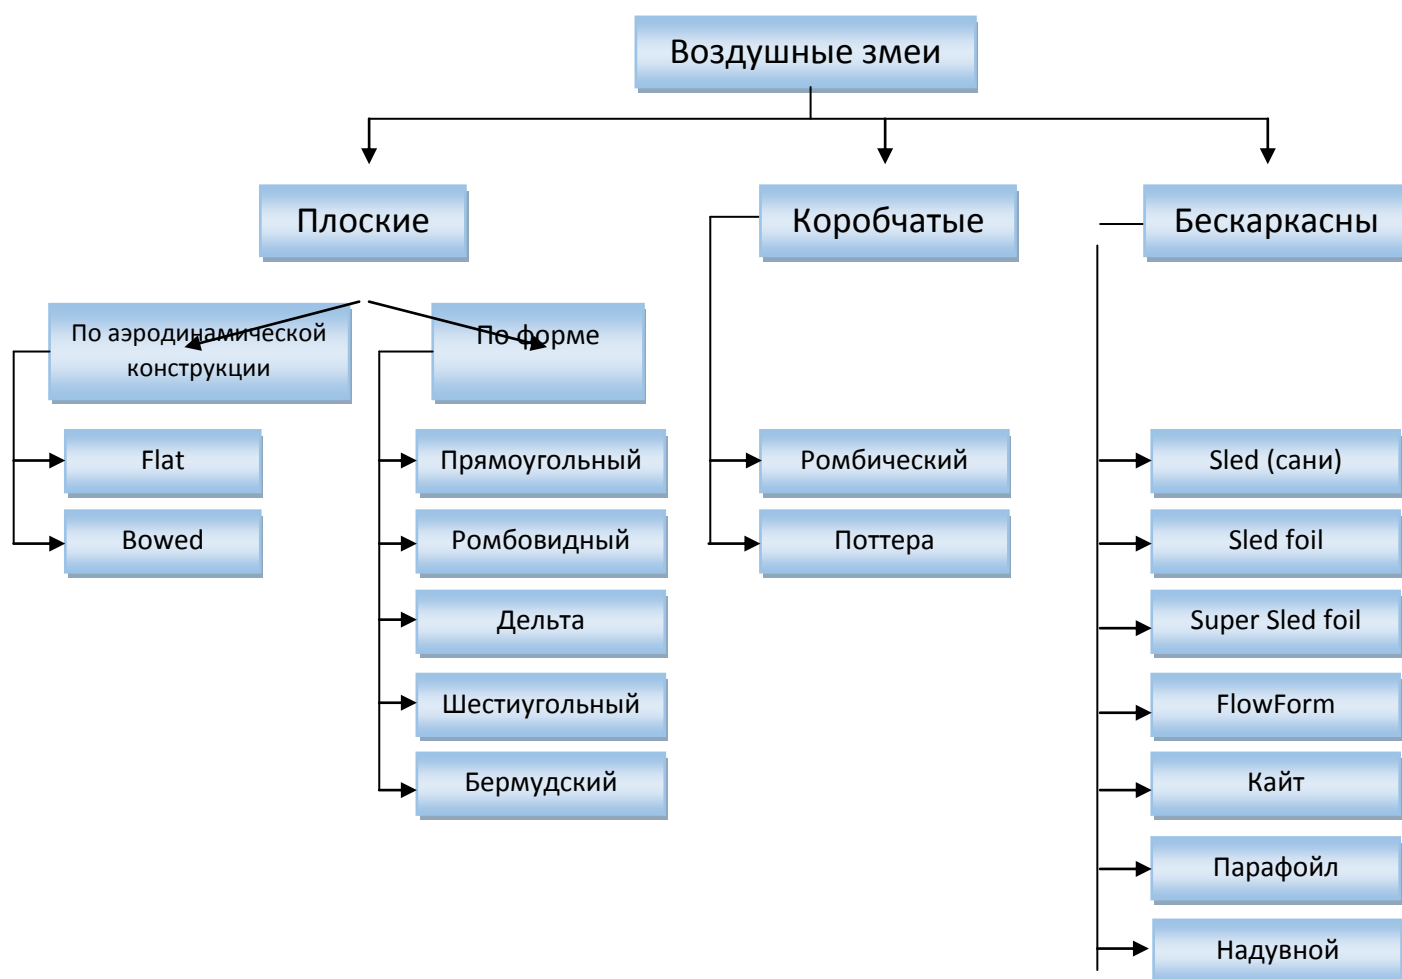 Воздушные змеи
Плоские
Коробчатые
Бескаркасны
По аэродинамической
конструкции
По форме
Flat
Bowed
Прямоугольный
Ромбовидный
Дельта
Шестиугольный
Бермудский
Ромбический
Поттера
Sled (сани)
Sled foil
Super Sled foil
FlowForm
Кайт
Парафойл
Надувной